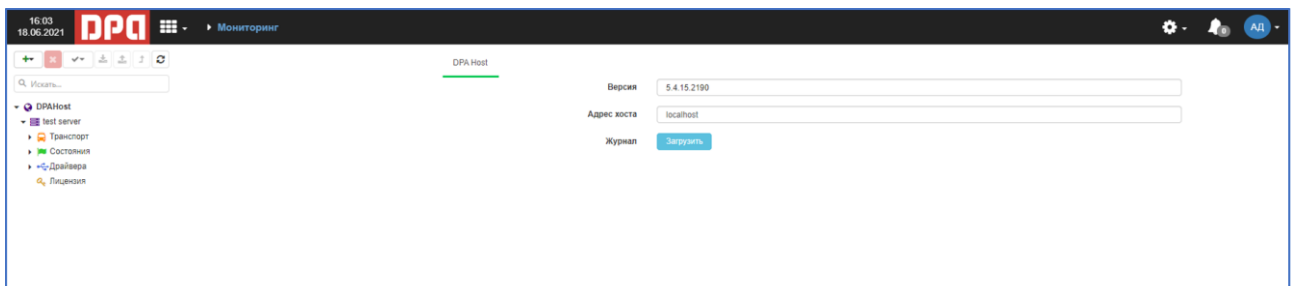 16:03
18.06.2021
DPA
Мониторинг
0
АД
Искать...
DPA Host
DPAHost
test server
Транспорт
Состояния
Драйвера
Лицензия
Версия 5.4.15.2190
Адрес хоста localhost
Журнал Загрузить